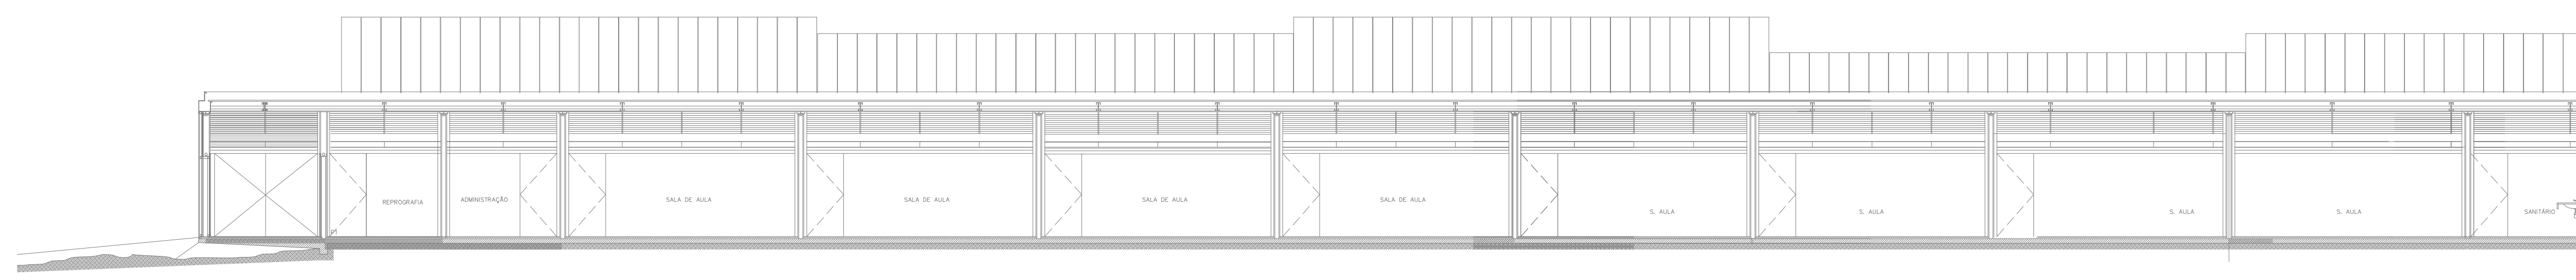 REPROGRAFIA
ADMINISTRAÇÃO
SALA DE AULA
SALA DE AULA
SALA DE AULA
SALA DE AULA
S. AULA
S. AULA
S. AULA
S. AULA
SANITÁRIO